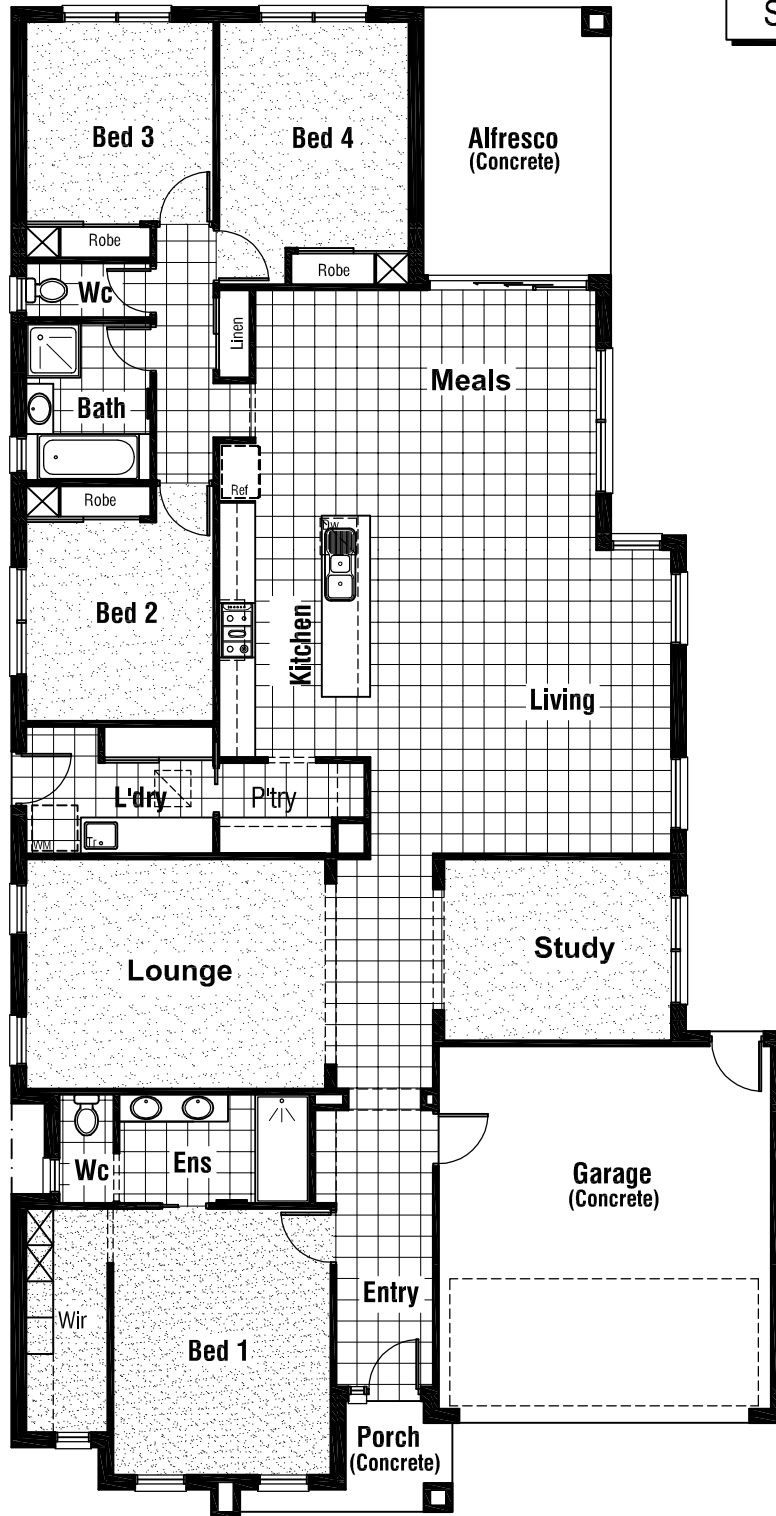 S
Bed 3
Bed 4
Alfresco
(Concrete)
Robe
Robe
Wc
Linen
Meals
Bath
Ref
Robe
DW
Bed 2
Kitchen
Living
L'dry
P'try
WM
Tr
Lounge
Study
Wc
Ens
Garage
(Concrete)
Entry
Wir
Bed 1
Porch
(Concrete)